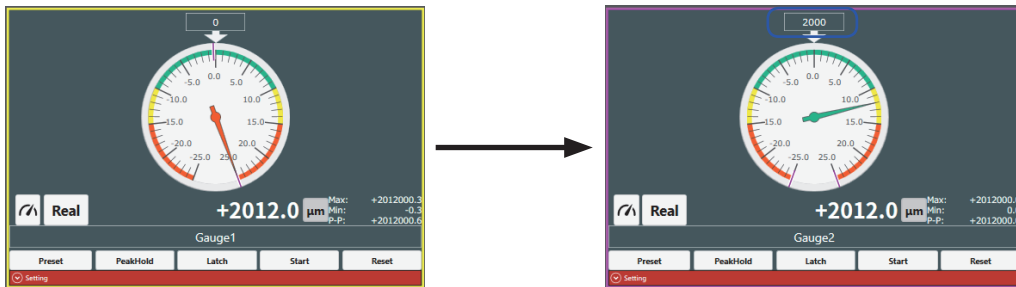 0
0.0
-5.0 5.0
-10.0 10.0
-15.0 15.0
-20.0 20.0
-25.0 25.0
Real
+2012.0 µm
Max: +2012000.3
Min: -0.3
P-P: +2012000.6
Gauge1
Preset PeakHold Latch Start Reset
Setting
2000
0.0
-5.0 5.0
-10.0 10.0
-15.0 15.0
-20.0 20.0
-25.0 25.0
Real
+2012.0 µm
Max:
Min:
P-P:
Gauge2
Preset PeakHold Latch Start Reset
Setting